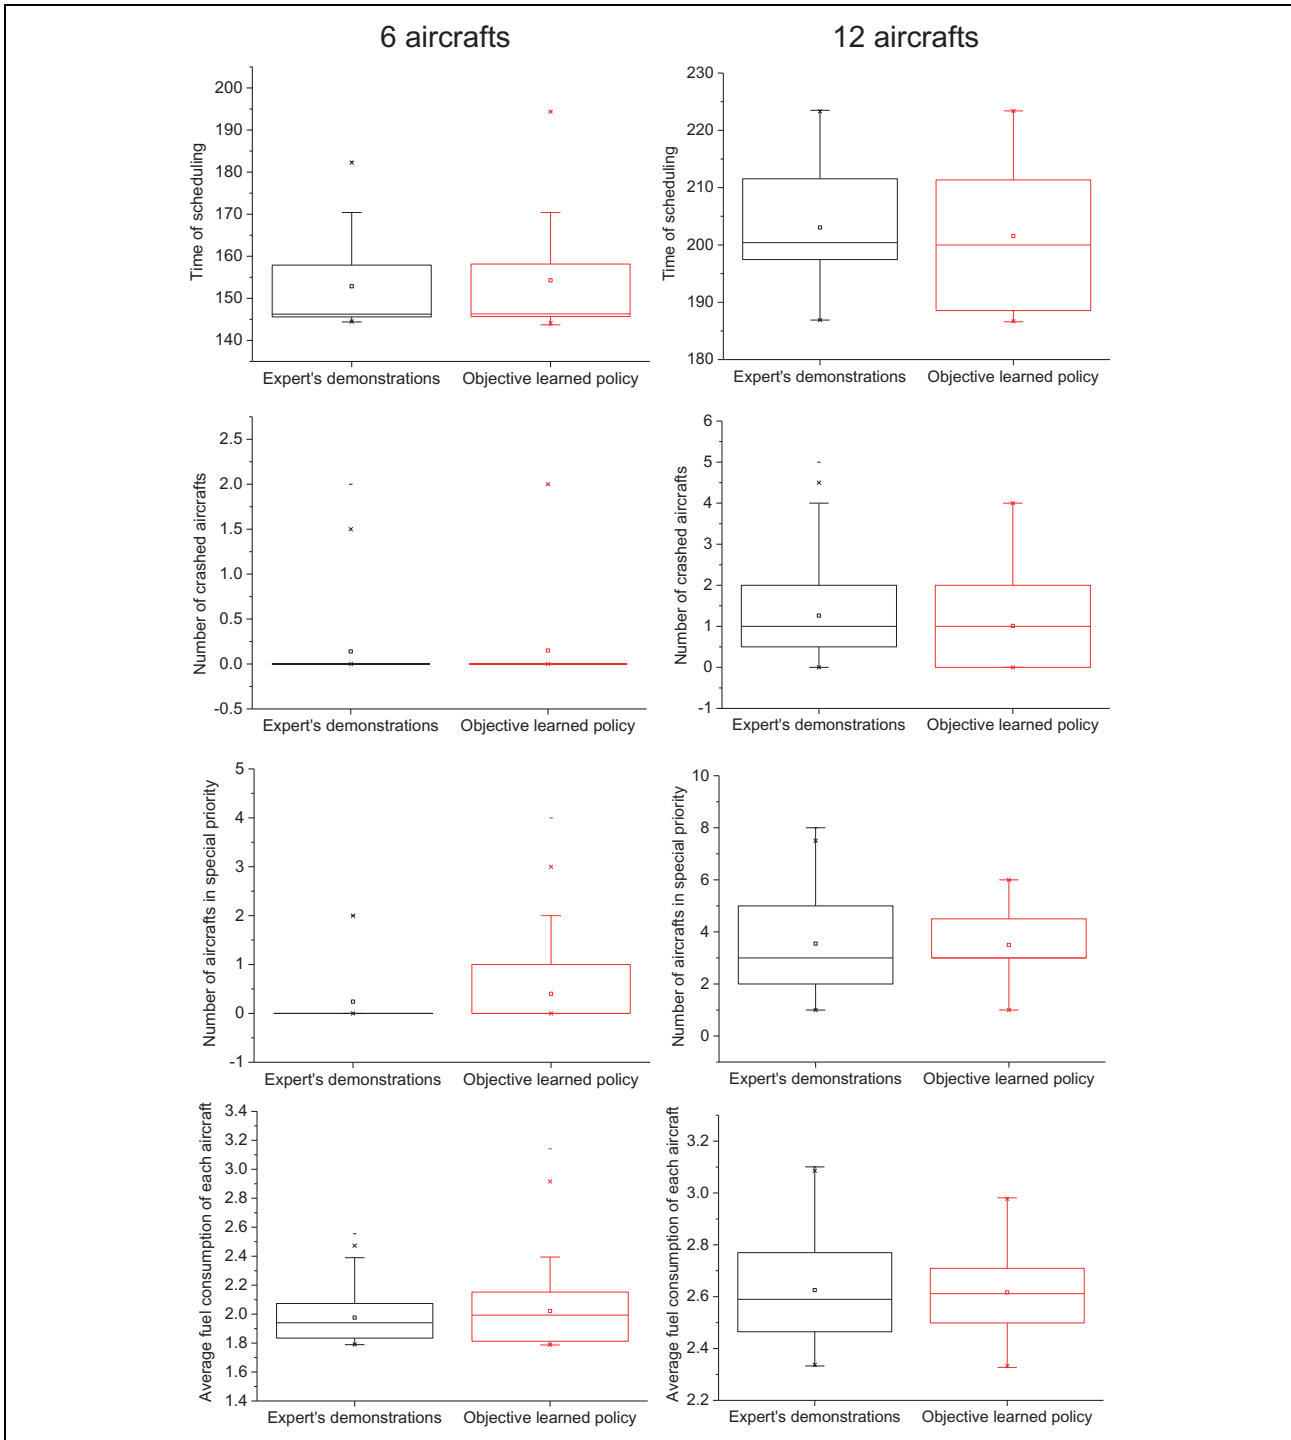 6 aircrafts
12 aircrafts
Time of scheduling
200
190
180
170
160
150
140
Expert's demonstrations
Objective learned policy
Time of scheduling
230
220
210
200
190
180
Expert's demonstrations
Objective learned policy
Number of crashed aircrafts
2.5
2.0
1.5
1.0
0.5
0.0
-0.5
Expert's demonstrations
Objective learned policy
Number of crashed aircrafts
6
5
4
3
2
1
0
-1
Expert's demonstrations
Objective learned policy
Number of aircrafts in special priority
5
4
3
2
1
0
-1
Expert's demonstrations
Objective learned policy
Number of aircrafts in special priority
10
8
6
4
2
0
Expert's demonstrations
Objective learned policy
Average fuel consumption of each aircraft
3.4
3.2
3.0
2.8
2.6
2.4
2.2
2.0
1.8
1.6
1.4
Expert's demonstrations
Objective learned policy
Average fuel consumption of each aircraft
3.2
3.0
2.8
2.6
2.4
2.2
Expert's demonstrations
Objective learned policy